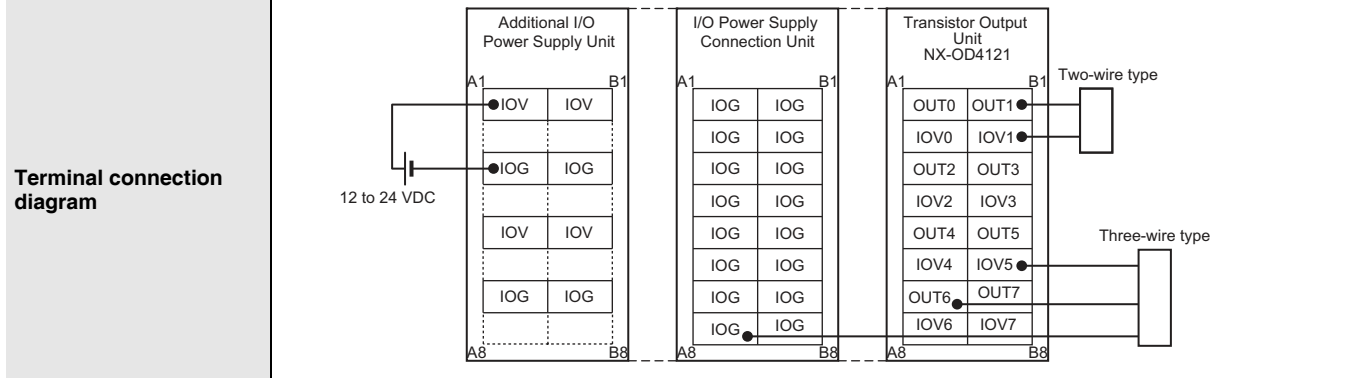 Terminal connection
diagram
Additional I/O
Power Supply Unit
A1 B1
IOV IOV
IOG IOG
IOV IOV
IOG IOG
A8 B8
12 to 24 VDC
I/O Power Supply
Connection Unit
A1 B1
IOG IOG
IOG IOG
IOG IOG
IOG IOG
IOG IOG
IOG IOG
IOG IOG
IOG IOG
A8 B8
Transistor Output
Unit
NX-OD4121
A1 B1
OUT0 OUT1
IOV0 IOV1
OUT2 OUT3
IOV2 IOV3
OUT4 OUT5
IOV4 IOV5
OUT6 OUT7
IOV6 IOV7
A8 B8
Two-wire type
Three-wire type